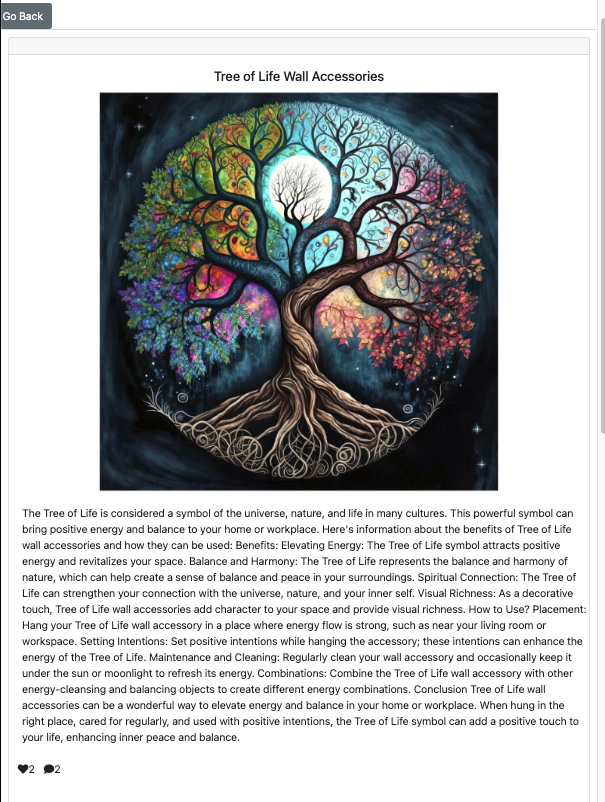 Go Back
Tree of Life Wall Accessories
The Tree of Life is considered a symbol of the universe, nature, and life in many cultures. This powerful symbol can
bring positive energy and balance to your home or workplace. Here's information about the benefits of Tree of Life
wall accessories and how they can be used: Benefits: Elevating Energy: The Tree of Life symbol attracts positive
energy and revitalizes your space. Balance and Harmony: The Tree of Life represents the balance and harmony of
nature, which can help create a sense of balance and peace in your surroundings. Spiritual Connection: The Tree of
Life can strengthen your connection with the universe, nature, and your inner self. Visual Richness: As a decorative
touch, Tree of Life wall accessories add character to your space and provide visual richness. How to Use? Placement:
Hang your Tree of Life wall accessory in a place where energy flow is strong, such as near your living room or
workspace. Setting Intentions: Set positive intentions while hanging the accessory; these intentions can enhance the
energy of the Tree of Life. Maintenance and Cleaning: Regularly clean your wall accessory and occasionally keep it
under the sun or moonlight to refresh its energy. Combinations: Combine the Tree of Life wall accessory with other
energy-cleansing and balancing objects to create different energy combinations. Conclusion Tree of Life wall
accessories can be a wonderful way to elevate energy and balance in your home or workplace. When hung in the
right place, cared for regularly, and used with positive intentions, the Tree of Life symbol can add a positive touch to
your life, enhancing inner peace and balance.
2 2